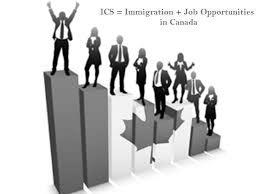 ICS = Immigration + Job Opportunities
in Canada